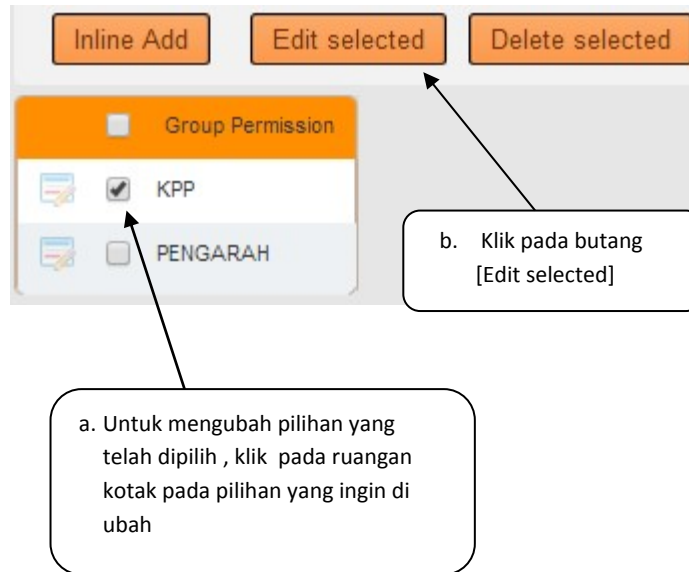 Inline Add Edit selected Delete selected
Group Permission
KPP
PENGARAH
b. Klik pada butang
[Edit selected]
a. Untuk mengubah pilihan yang
telah dipilih , klik pada ruangan
kotak pada pilihan yang ingin di
ubah